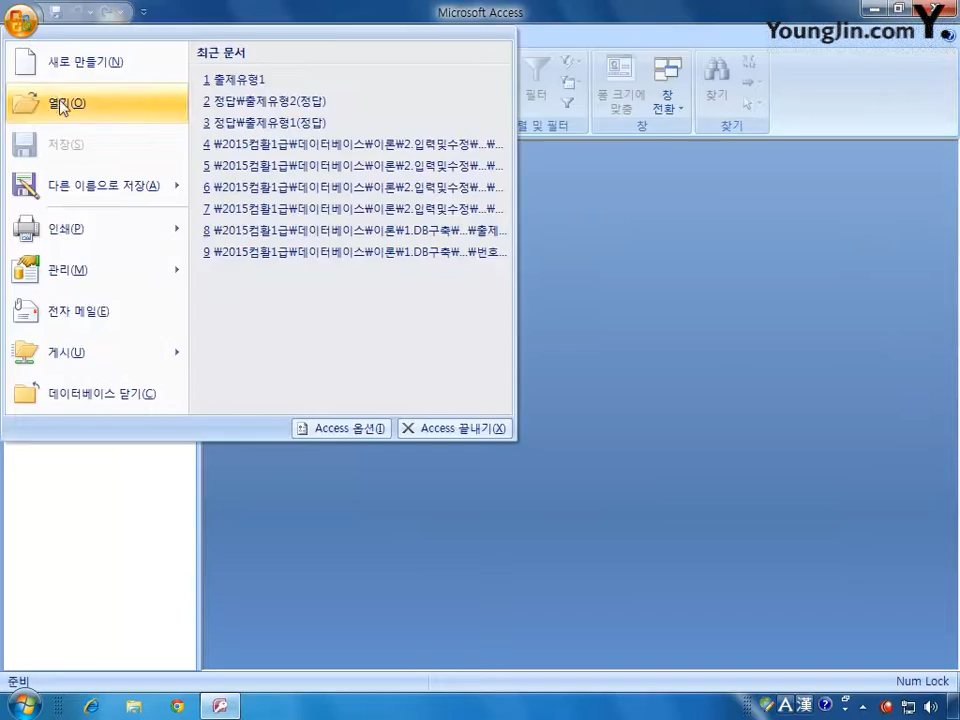 Microsoft Access
YoungJin.com Y.
새로 만들기(N)
열기(O)
저장(S)
다른 이름으로 저장(A)
인쇄(P)
관리(M)
전자 메일(E)
게시(U)
데이터베이스 닫기(C)
최근 문서
1 출제유형1
2 정답₩출제유형2(정답)
3 정답₩출제유형1(정답)
4 ₩2015컴활1급₩데이터베이스₩이론₩2.입력및수정₩...₩...
5 ₩2015컴활1급₩데이터베이스₩이론₩2.입력및수정₩...₩...
6 ₩2015컴활1급₩데이터베이스₩이론₩2.입력및수정₩...₩...
7 ₩2015컴활1급₩데이터베이스₩이론₩2.입력및수정₩...₩...
8 ₩2015컴활1급₩데이터베이스₩이론₩1.DB구축₩...₩출제...
9 ₩2015컴활1급₩데이터베이스₩이론₩1.DB구축₩...₩번호...
Access 옵션(I)
Access 끝내기(X)
필터
폼 크기에 맞춤
창 전환
찾기
렬 및 필터
창
찾기
준비
Num Lock
A 漢